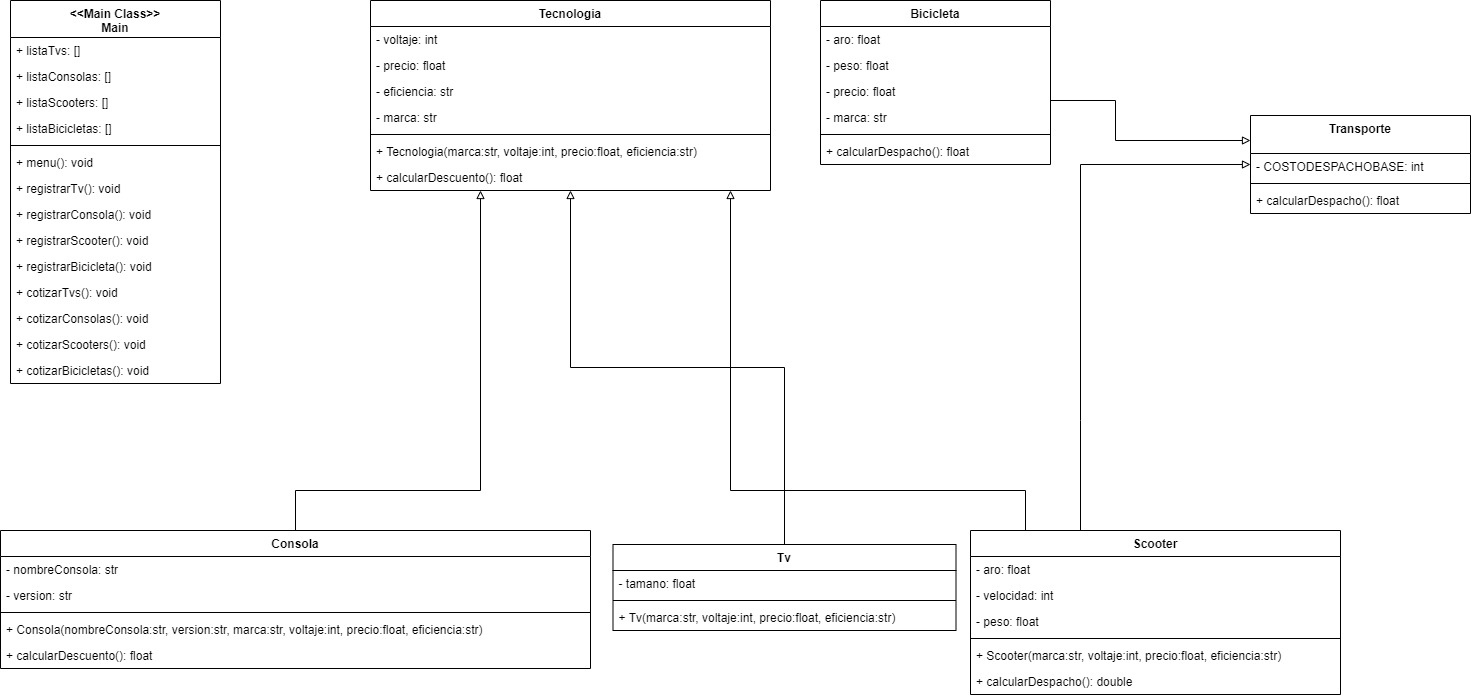 <<Main Class>>
Main
+ listaTvs: []
+ listaConsolas: []
+ listaScooters: []
+ listaBicicletas: []
+ menu(): void
+ registrarTv(): void
+ registrarConsola(): void
+ registrarScooter(): void
+ registrarBicicleta(): void
+ cotizarTvs(): void
+ cotizarConsolas(): void
+ cotizarScooters(): void
+ cotizarBicicletas(): void
Tecnologia
- voltaje: int
- precio: float
- eficiencia: str
- marca: str
+ Tecnologia(marca:str, voltaje:int, precio:float, eficiencia:str)
+ calcularDescuento(): float
Bicicleta
- aro: float
- peso: float
- precio: float
- marca: str
+ calcularDespacho(): float
Transporte
- COSTODESPACHOBASE: int
+ calcularDespacho(): float
Consola
- nombreConsola: str
- version: str
+ Consola(nombreConsola:str, version:str, marca:str, voltaje:int, precio:float, eficiencia:str)
+ calcularDescuento(): float
Tv
- tamano: float
+ Tv(marca:str, voltaje:int, precio:float, eficiencia:str)
Scooter
- aro: float
- velocidad: int
- peso: float
+ Scooter(marca:str, voltaje:int, precio:float, eficiencia:str)
+ calcularDespacho(): double